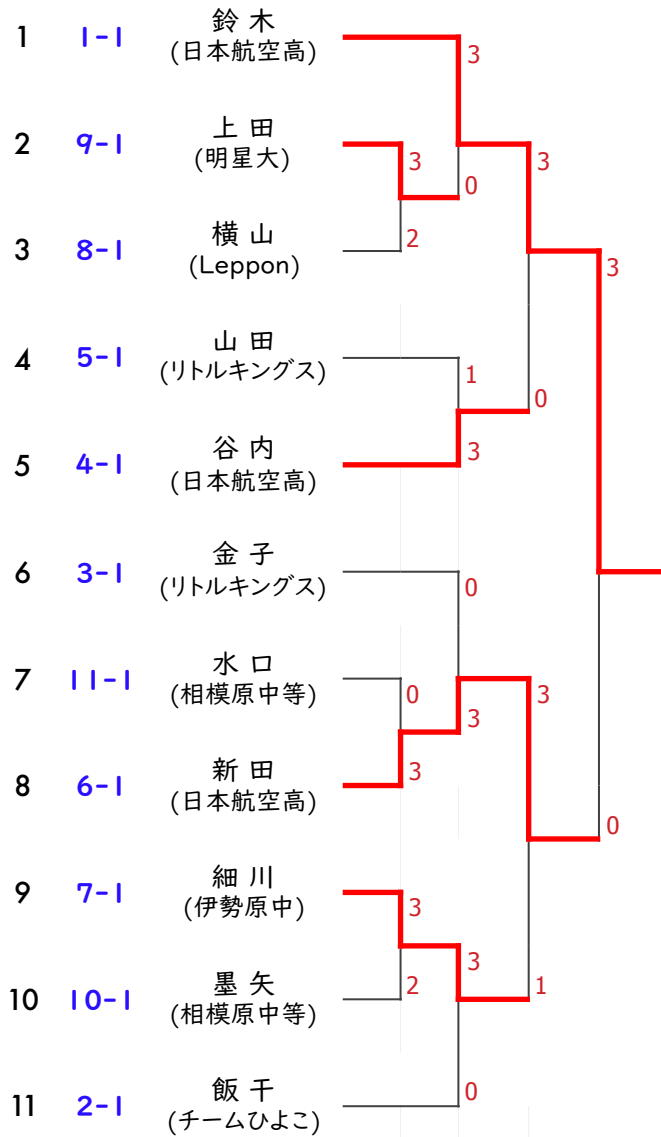 1 1-1 鈴木
(日本航空高)
3
2 9-1 上田
(明星大)
3
3
0
3 8-1 横山
(Leppon)
2
3
4 5-1 山田
(リトルキングス)
1
0
5 4-1 谷内
(日本航空高)
3
6 3-1 金子
(リトルキングス)
0
7 11-1 水口
(相模原中等)
0
3
3
8 6-1 新田
(日本航空高)
3
0
9 7-1 細川
(伊勢原中)
3
3
10 10-1 墨矢
(相模原中等)
2
1
11 2-1 飯干
(チームひよこ)
0